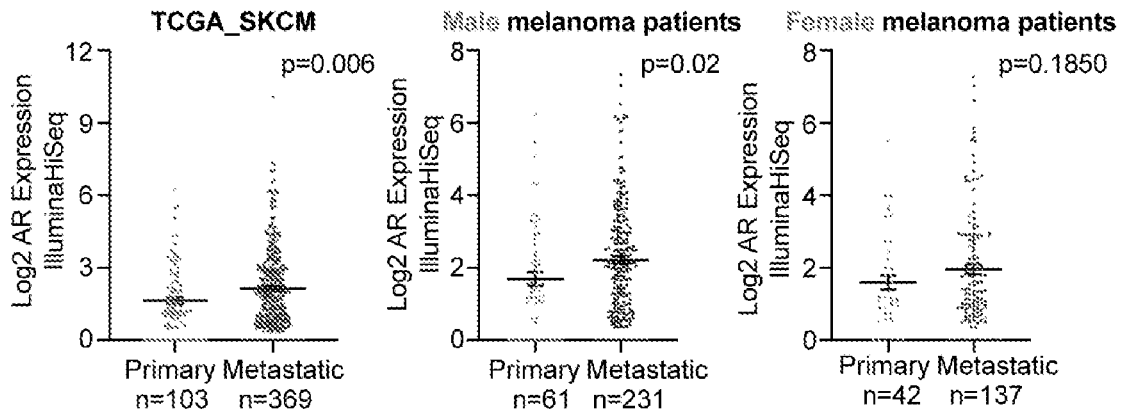 TCGA_SKCM
12
9
6
3
0
Log2 AR Expression
IlluminaHiSeq
p=0.006
Primary Metastatic
n=103 n=369
Male melanoma patients
8
6
4
2
0
Log2 AR Expression
IlluminaHiSeq
p=0.02
Primary Metastatic
n=61 n=231
Female melanoma patients
8
6
4
2
0
Log2 AR Expression
IlluminaHiSeq
p=0.1850
Primary Metastatic
n=42 n=137